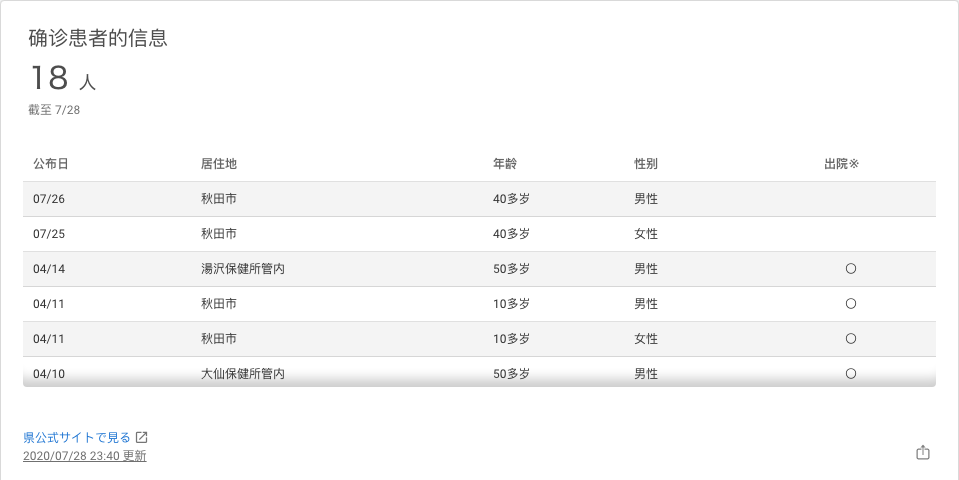 确诊患者的信息
18 人
截至 7/28
公布日 居住地 年龄 性别 出院※
07/26 秋田市 40多岁 男性
07/25 秋田市 40多岁 女性
04/14 湯沢保健所管内 50多岁 男性 〇
04/11 秋田市 10多岁 男性 〇
04/11 秋田市 10多岁 女性 〇
04/10 大仙保健所管内 50多岁 男性 〇
県公式サイトで見る
2020/07/28 23:40 更新